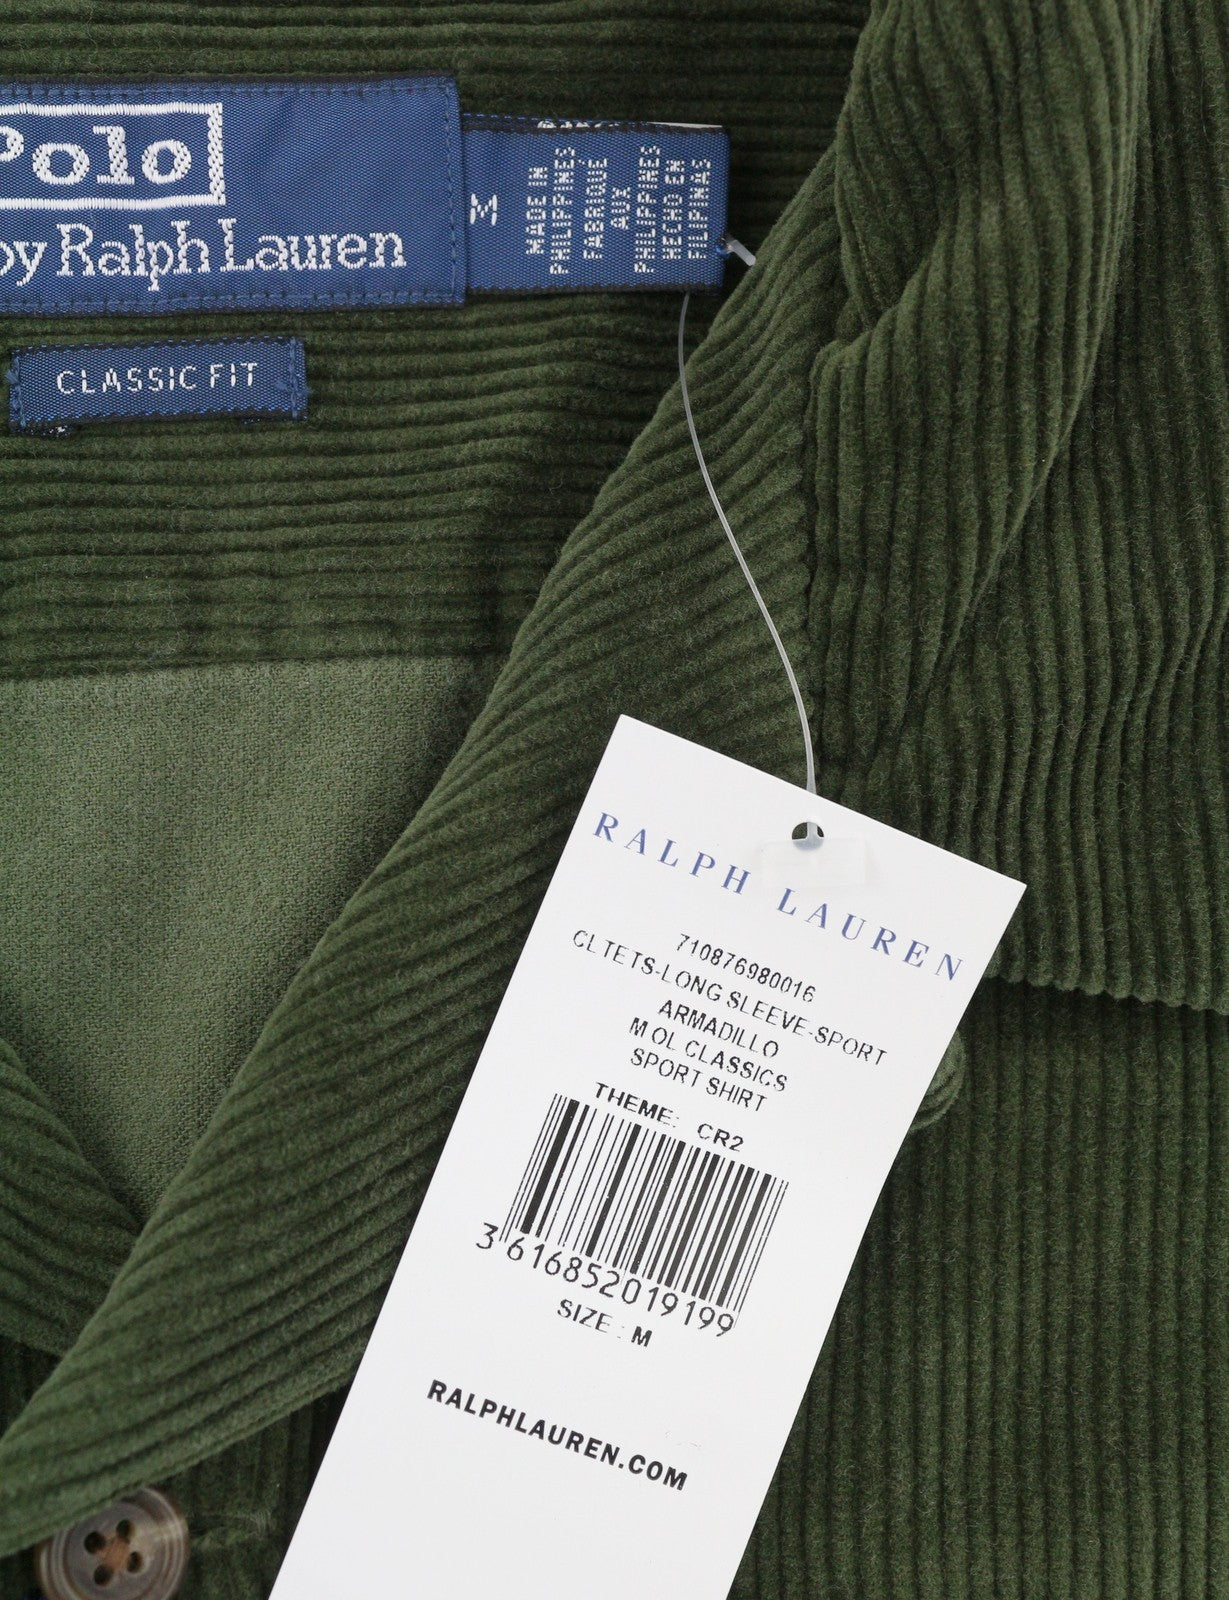 Polo
by Ralph Lauren
M
MADE IN
PHILIPPINES
FABRIQUÉ
AUX
PHILIPPINES
HECHO EN
FILIPINAS
CLASSIC FIT
RALPH LAUREN
710876980016
CLTETS-LONG SLEEVE-SPORT
ARMADILLO
M OL CLASSICS
SPORT SHIRT
THEME: CR2
3 616852 019199
SIZE : M
RALPHLAUREN.COM